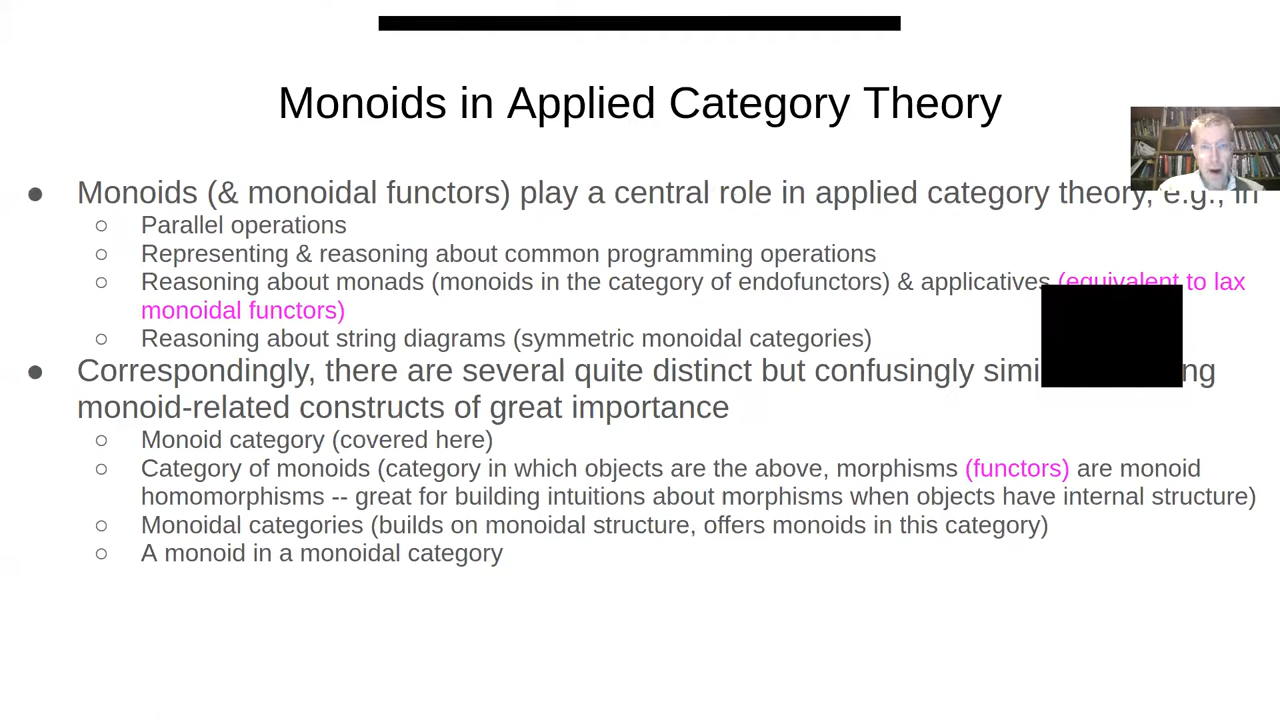 Monoids in Applied Category Theory
● Monoids (& monoidal functors) play a central role in applied category theory, e.g., in
○ Parallel operations
○ Representing & reasoning about common programming operations
○ Reasoning about monads (monoids in the category of endofunctors) & applicatives (equivalent to lax
monoidal functors)
○ Reasoning about string diagrams (symmetric monoidal categories)
● Correspondingly, there are several quite distinct but confusingly
monoid-related constructs of great importance
○ Monoid category (covered here)
○ Category of monoids (category in which objects are the above, morphisms (functors) are monoid
homomorphisms -- great for building intuitions about morphisms when objects have internal structure)
○ Monoidal categories (builds on monoidal structure, offers monoids in this category)
○ A monoid in a monoidal category